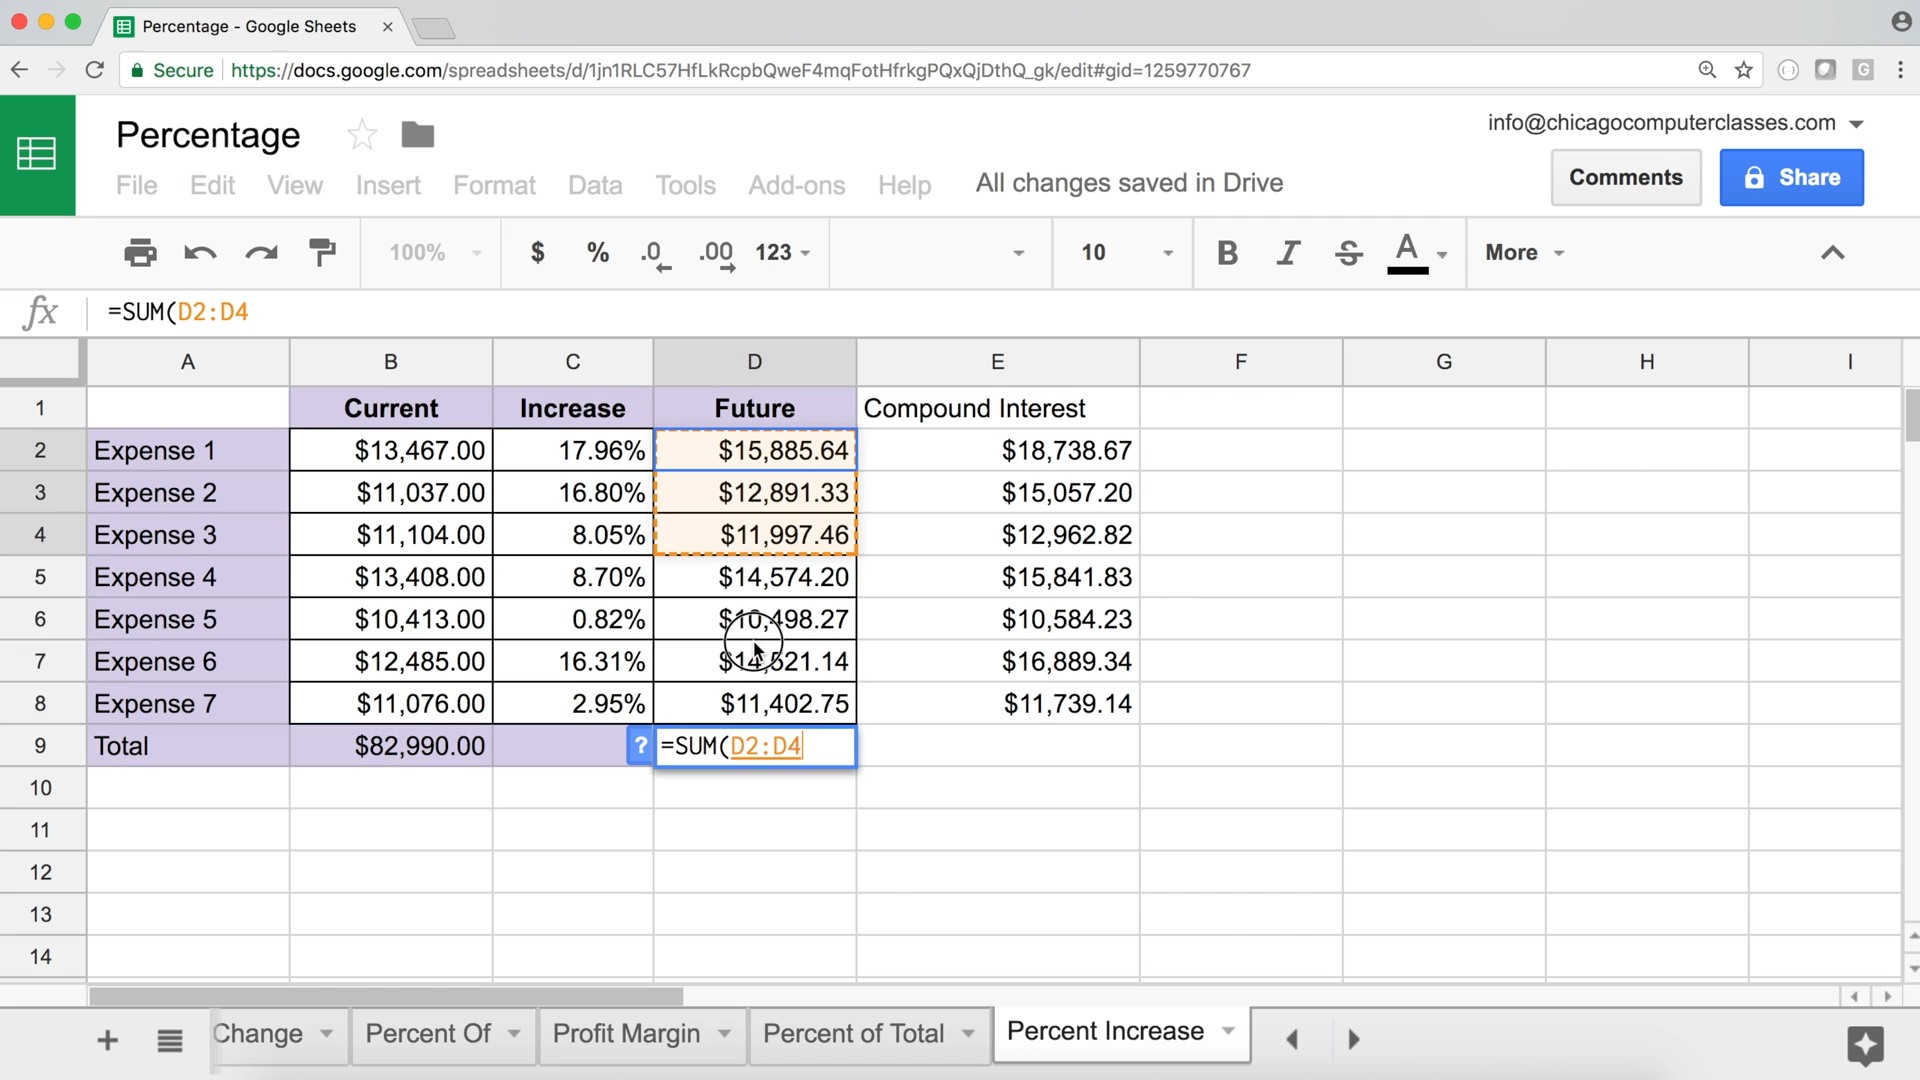 Percentage - Google Sheets
Secure https://docs.google.com/spreadsheets/d/1jn1RLC57HfLkRcpbQweF4mqFotHfrkgPQxQjDthQ_gk/edit#gid=1259770767
G
Percentage
info@chicagocomputerclasses.com
File Edit View Insert Format Data Tools Add-ons Help All changes saved in Drive
Comments Share
100% $ % .0 .00 123 10 B I S A More
fx =SUM(D2:D4
A B C D E F G H I
1 Current Increase Future Compound Interest
2 Expense 1 $13,467.00 17.96% $15,885.64 $18,738.67
3 Expense 2 $11,037.00 16.80% $12,891.33 $15,057.20
4 Expense 3 $11,104.00 8.05% $11,997.46 $12,962.82
5 Expense 4 $13,408.00 8.70% $14,574.20 $15,841.83
6 Expense 5 $10,413.00 0.82% $10,498.27 $10,584.23
7 Expense 6 $12,485.00 16.31% $14,521.14 $16,889.34
8 Expense 7 $11,076.00 2.95% $11,402.75 $11,739.14
9 Total $82,990.00 ? =SUM(D2:D4
10
11
12
13
14
Change Percent Of Profit Margin Percent of Total Percent Increase